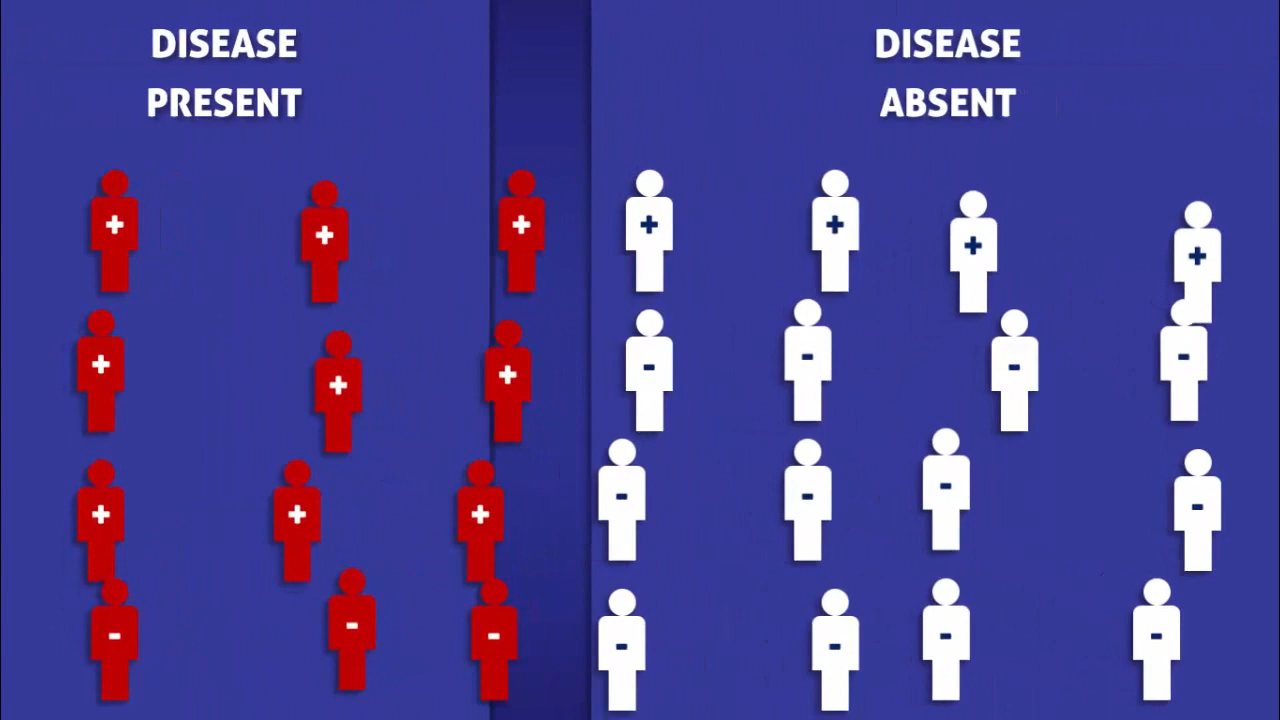 DISEASE
PRESENT
DISEASE
ABSENT
+ + + + + + +
+ + + - - - -
+ + + - - - -
- - - - - - -